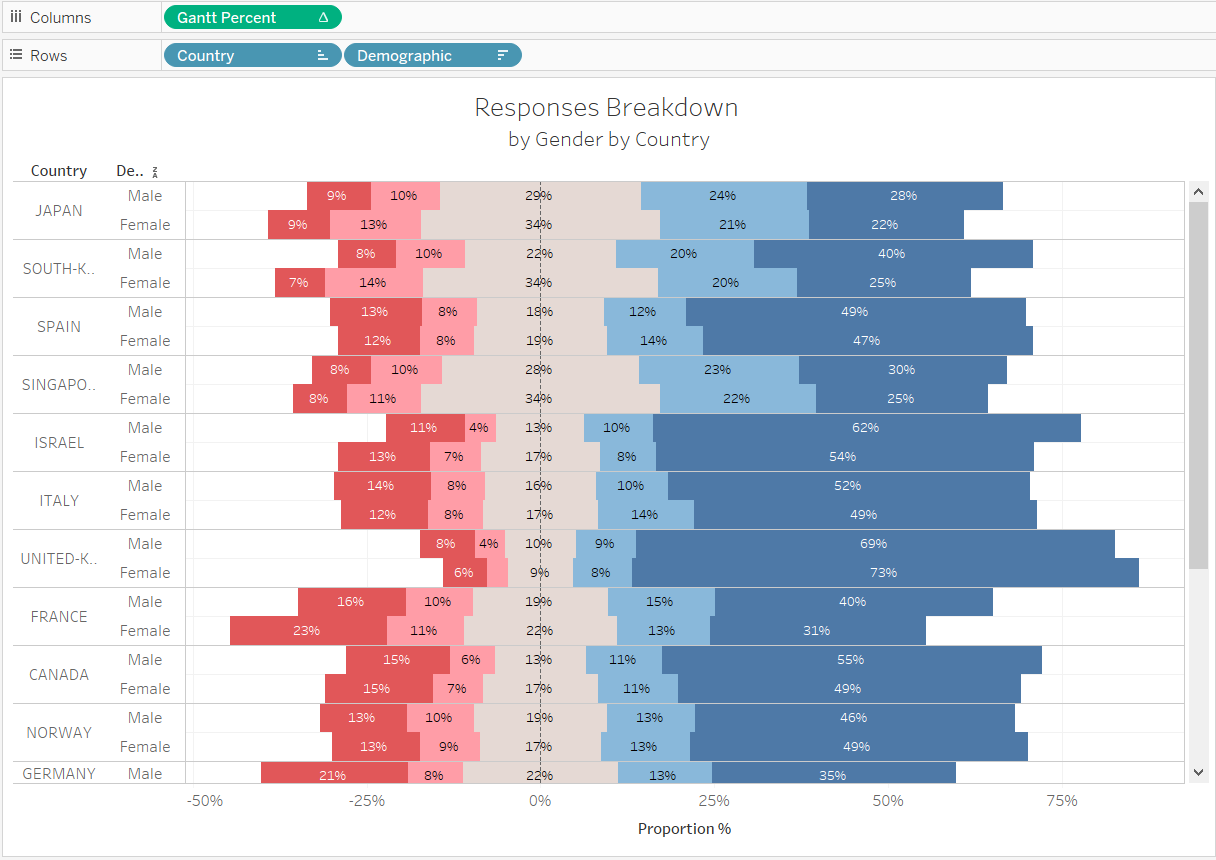 Columns Gantt Percent Δ
Rows Country Demographic
Responses Breakdown
by Gender by Country
Country De..
JAPAN Male 9% 10% 29% 24% 28%
Female 9% 13% 34% 21% 22%
SOUTH-K.. Male 8% 10% 22% 20% 40%
Female 7% 14% 34% 20% 25%
SPAIN Male 13% 8% 18% 12% 49%
Female 12% 8% 19% 14% 47%
SINGAPO.. Male 8% 10% 28% 23% 30%
Female 8% 11% 34% 22% 25%
ISRAEL Male 11% 4% 13% 10% 62%
Female 13% 7% 17% 8% 54%
ITALY Male 14% 8% 16% 10% 52%
Female 12% 8% 17% 14% 49%
UNITED-K.. Male 8% 4% 10% 9% 69%
Female 6% 9% 8% 73%
FRANCE Male 16% 10% 19% 15% 40%
Female 23% 11% 22% 13% 31%
CANADA Male 15% 6% 13% 11% 55%
Female 15% 7% 17% 11% 49%
NORWAY Male 13% 10% 19% 13% 46%
Female 13% 9% 17% 13% 49%
GERMANY Male 21% 8% 22% 13% 35%
-50% -25% 0% 25% 50% 75%
Proportion %